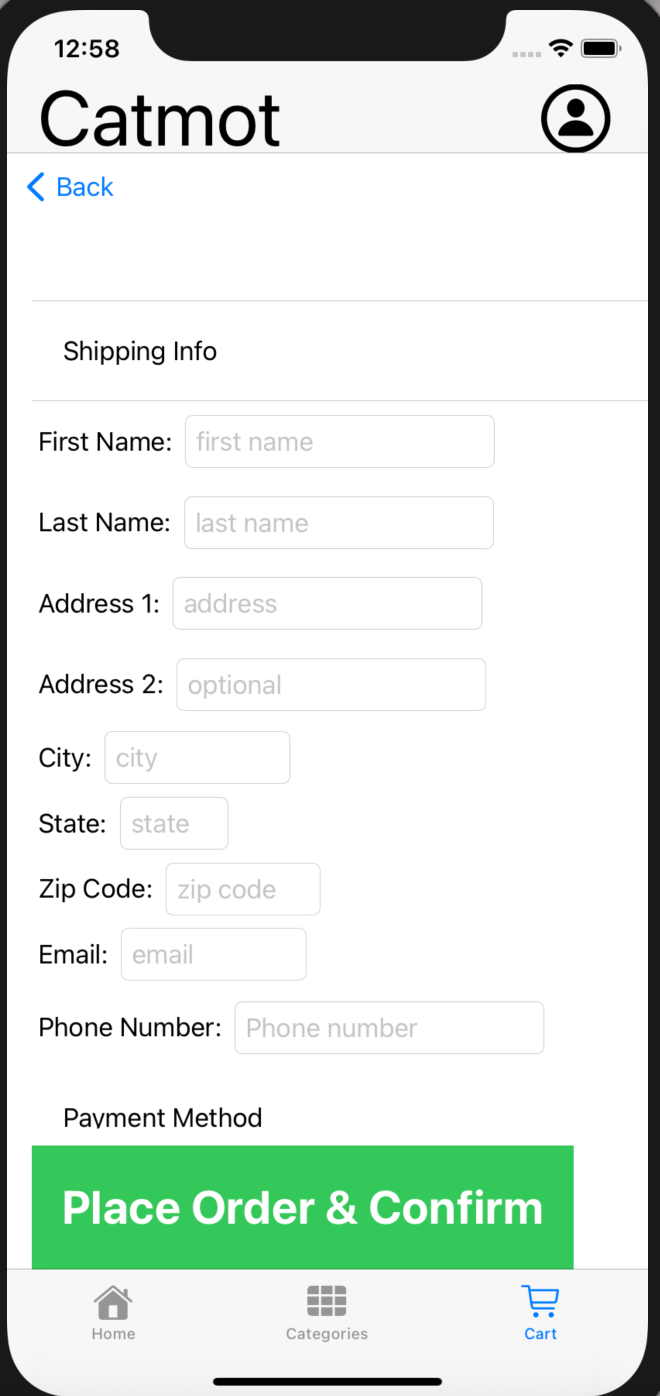 12:58
Catmot
Back
Shipping Info
First Name: first name
Last Name: last name
Address 1: address
Address 2: optional
City: city
State: state
Zip Code: zip code
Email: email
Phone Number: Phone number
Payment Method
Place Order & Confirm
Home Categories Cart